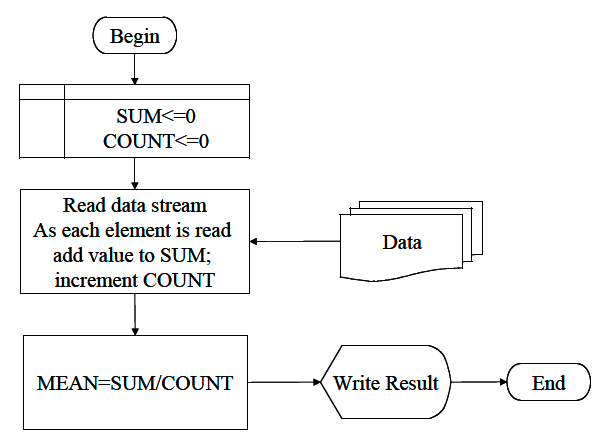 Begin
SUM<=0
COUNT<=0
Read data stream
As each element is read
add value to SUM;
increment COUNT
Data
MEAN=SUM/COUNT
Write Result
End